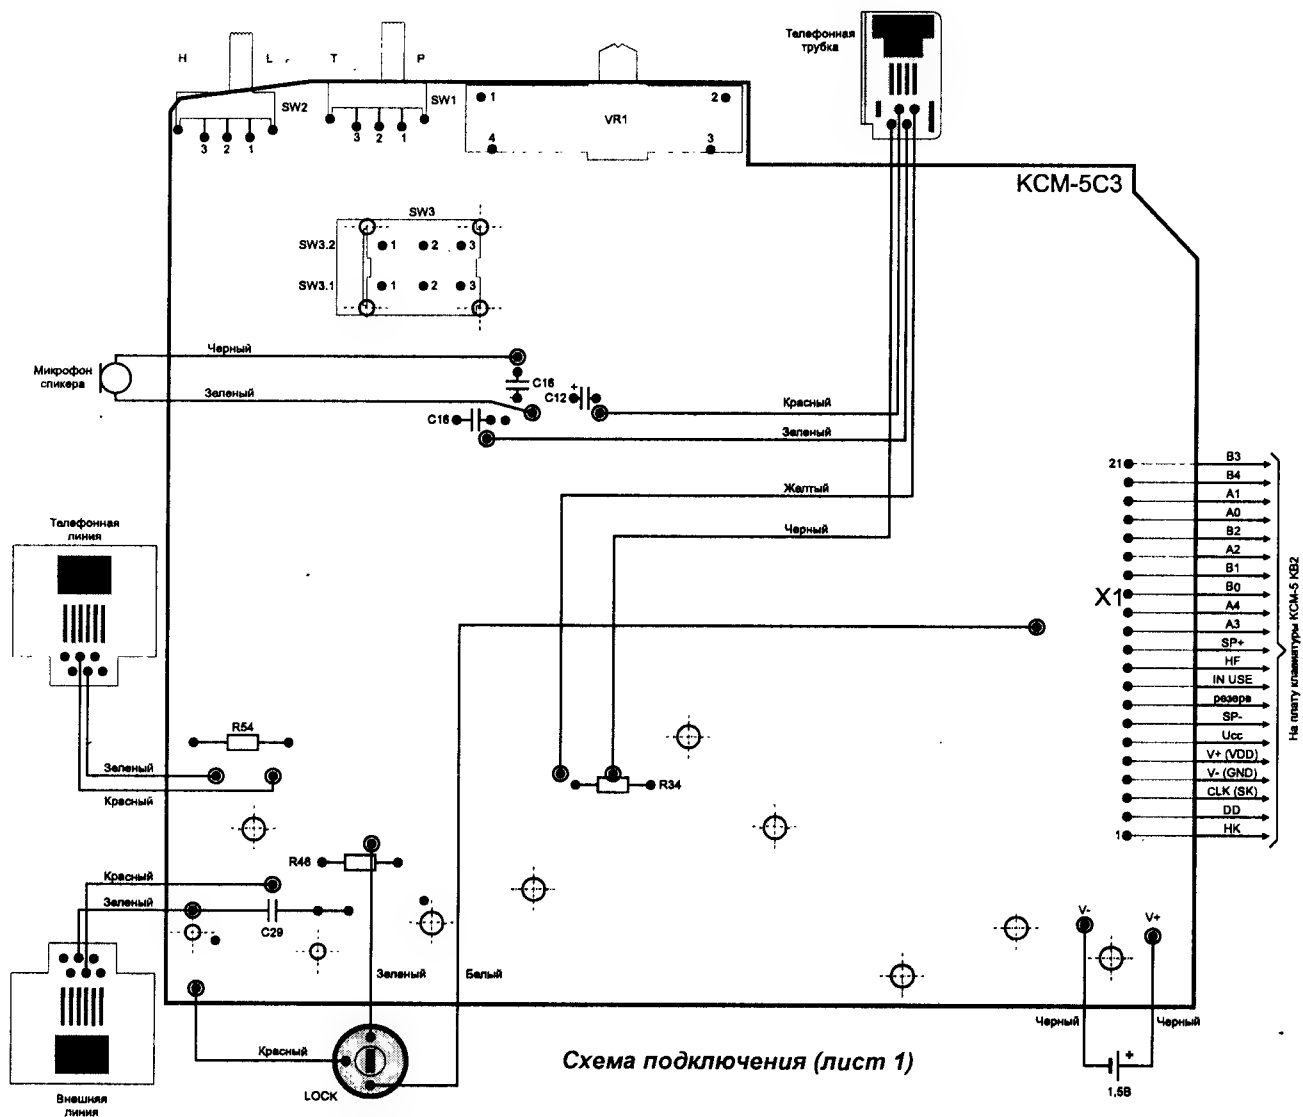 Телефонная
трубка
H L T P
SW2
SW1
3 2 1
3 2 1
1 2
VR1
4 3
КСМ-5С3
SW3
SW3.2 1 2 3
SW3.1 1 2 3
Черный
Микрофон
спикера
Зеленый
C16
+
C12
C16
Красный
Зеленый
Желтый
Черный
Телефонная
линия
21
X1
1
B3
B4
A1
A0
B2
A2
B1
B0
A4
A3
SP+
HF
IN USE
резерв
SP-
Ucc
V+ (VDD)
V- (GND)
CLK (SK)
DD
HK
На плату клавиатуры КСМ-5 КВ2
R54
Зеленый
Красный
R34
R46
Красный
Зеленый
C29
Зеленый
Белый
V-
V+
Черный
Черный
+
1,5В
Красный
LOCK
Внешняя
линия
Схема подключения (лист 1)